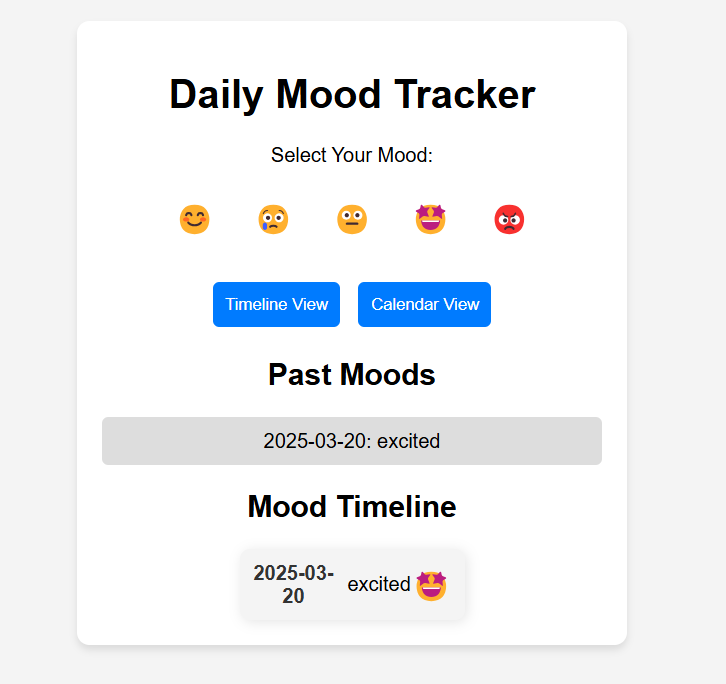 Daily Mood Tracker
Select Your Mood:
Timeline View
Calendar View
Past Moods
2025-03-20: excited
Mood Timeline
2025-03-
20
excited